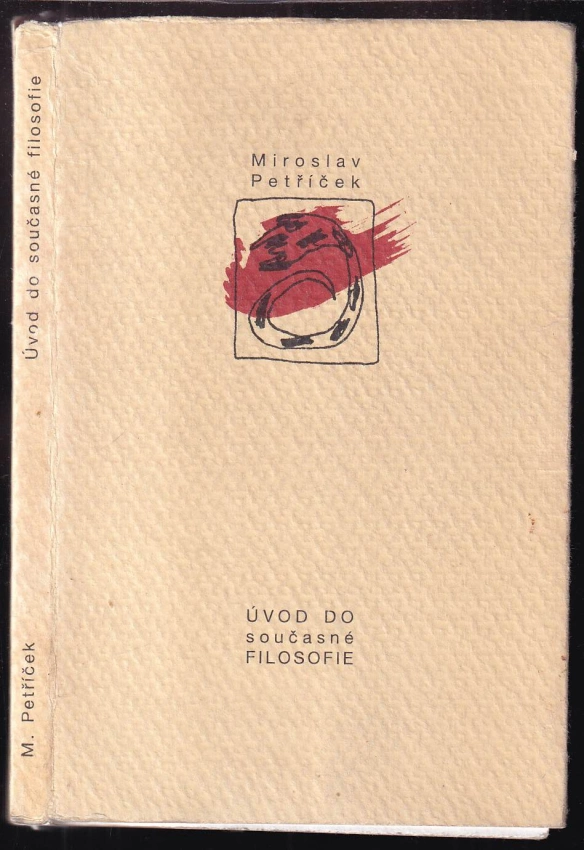 Miroslav
Petříček
ÚVOD DO
současné
FILOSOFIE
M. Petříček
Úvod do současné filosofie